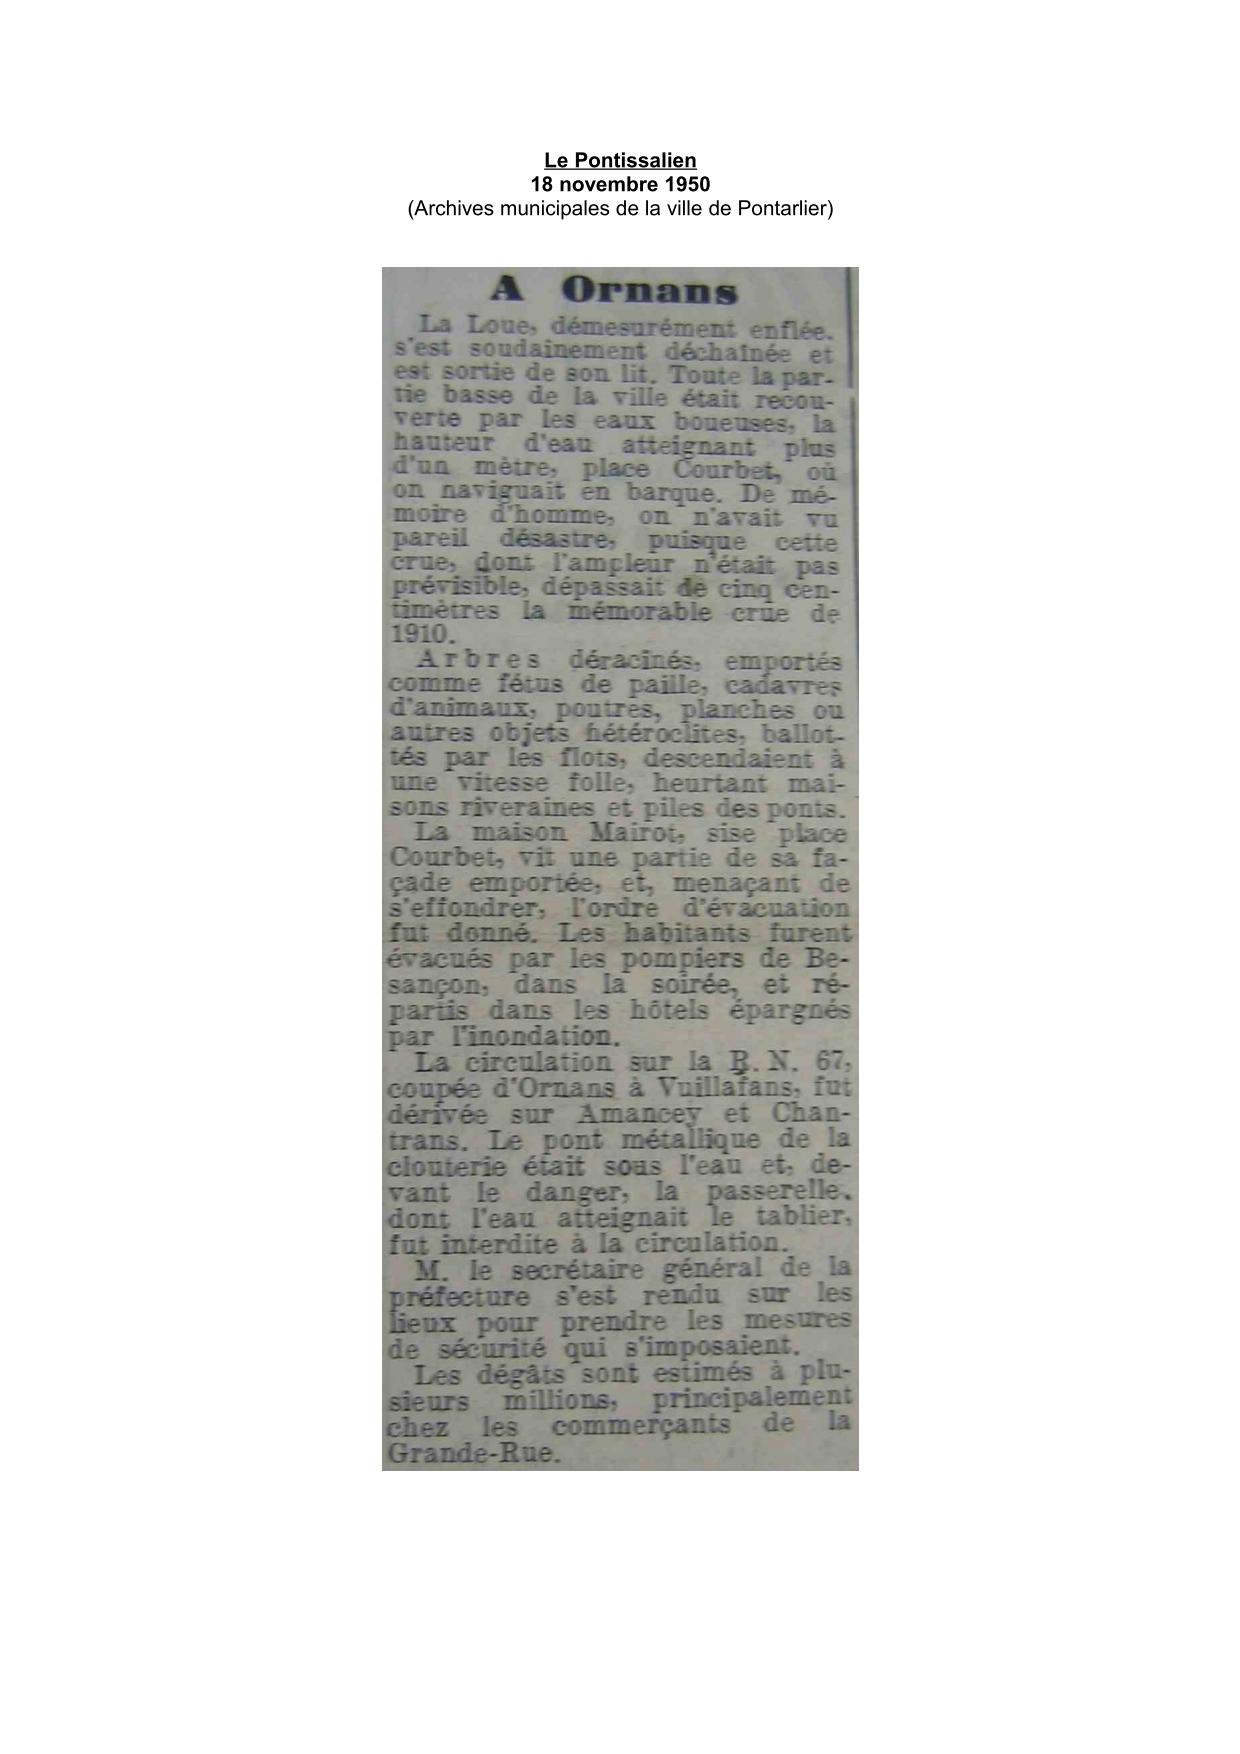 Le Pontissalien
18 novembre 1950
(Archives municipales de la ville de Pontarlier)
A Ornans
La Loue, démesurément enflée,
s'est soudainement déchaînée et
est sortie de son lit. Toute la par-
tie basse de la ville était recou-
verte par les eaux boueuses, la
hauteur d'eau atteignant plus
d'un mètre, place Courbet, où
on naviguait en barque. De mé-
moire d'homme, on n'avait vu
pareil désastre, puisque cette
crue, dont l'ampleur n'était pas
prévisible, dépassait de cinq cen-
timètres la mémorable crue de
1910.
Arbres déracinés, emportés
comme fétus de paille, cadavres
d'animaux, poutres, planches ou
autres objets hétéroclites, ballot-
tés par les flots, descendaient à
une vitesse folle, heurtant mai-
sons riveraines et piles des ponts.
La maison Mairot, sise place
Courbet, vit une partie de sa fa-
çade emportée, et, menaçant de
s'effondrer, l'ordre d'évacuation
fut donné. Les habitants furent
évacués par les pompiers de Be-
sançon, dans la soirée, et ré-
partis dans les hôtels épargnés
par l'inondation.
La circulation sur la R. N. 67,
coupée d'Ornans à Vuillafans, fut
dérivée sur Amancey et Chan-
trans. Le pont métallique de la
clouterie était sous l'eau et, de-
vant le danger, la passerelle,
dont l'eau atteignait le tablier,
fut interdite à la circulation.
M. le secrétaire général de la
préfecture s'est rendu sur les
lieux pour prendre les mesures
de sécurité qui s'imposaient.
Les dégâts sont estimés à plu-
sieurs millions, principalement
chez les commerçants de la
Grande-Rue.